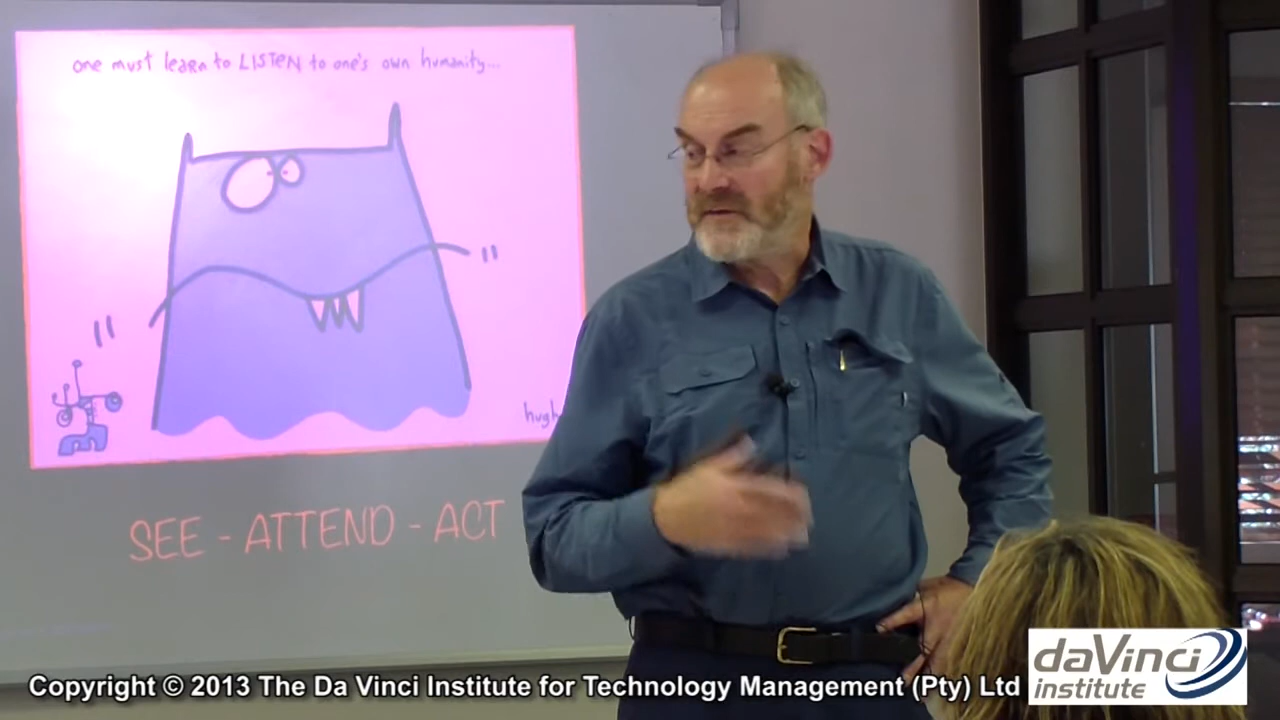 one must learn to LISTEN to one's own humanity...
hugh
SEE - ATTEND - ACT
Copyright © 2013 The Da Vinci Institute for Technology Management (Pty) Ltd
daVinci
institute